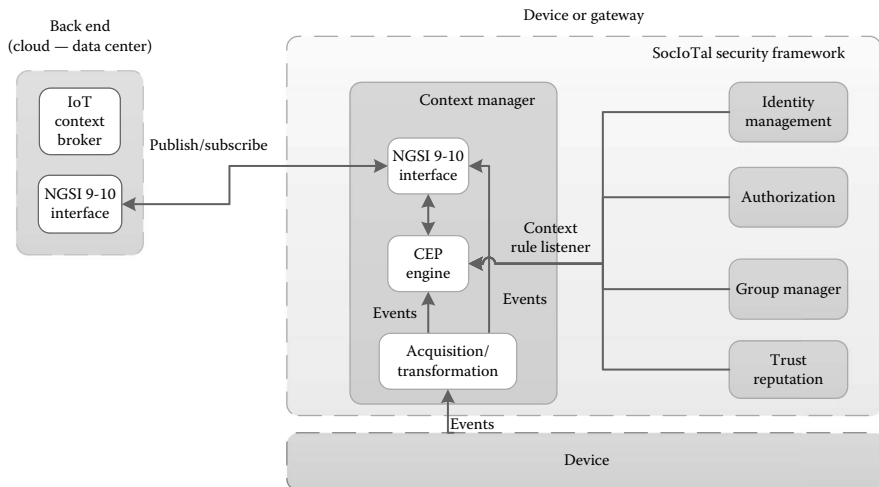 Back end
(cloud — data center)
IoT
context
broker
NGSI 9-10
interface
Publish/subscribe
Device or gateway
SocIoTal security framework
Context manager
NGSI 9-10
interface
CEP
engine
Context
rule listener
Events
Events
Acquisition/
transformation
Events
Identity
management
Authorization
Group manager
Trust
reputation
Device